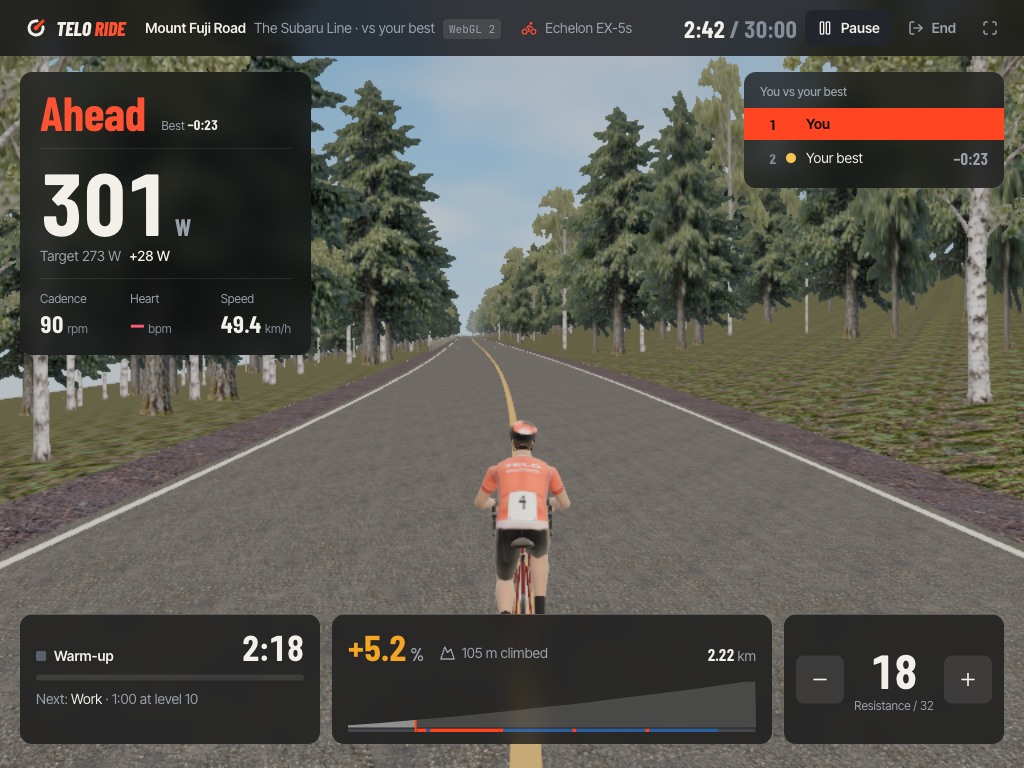 TELO RIDE Mount Fuji Road The Subaru Line · vs your best WebGL 2 Echelon EX-5s 2:42 / 30:00 Pause End
Ahead Best −0:23
301 W
Target 273 W +28 W
Cadence Heart Speed
90 rpm – bpm 49.4 km/h
You vs your best
1 You
2 Your best −0:23
TELO
4
Warm-up 2:18
Next: Work · 1:00 at level 10
+5.2 % 105 m climbed 2.22 km
− 18 +
Resistance / 32